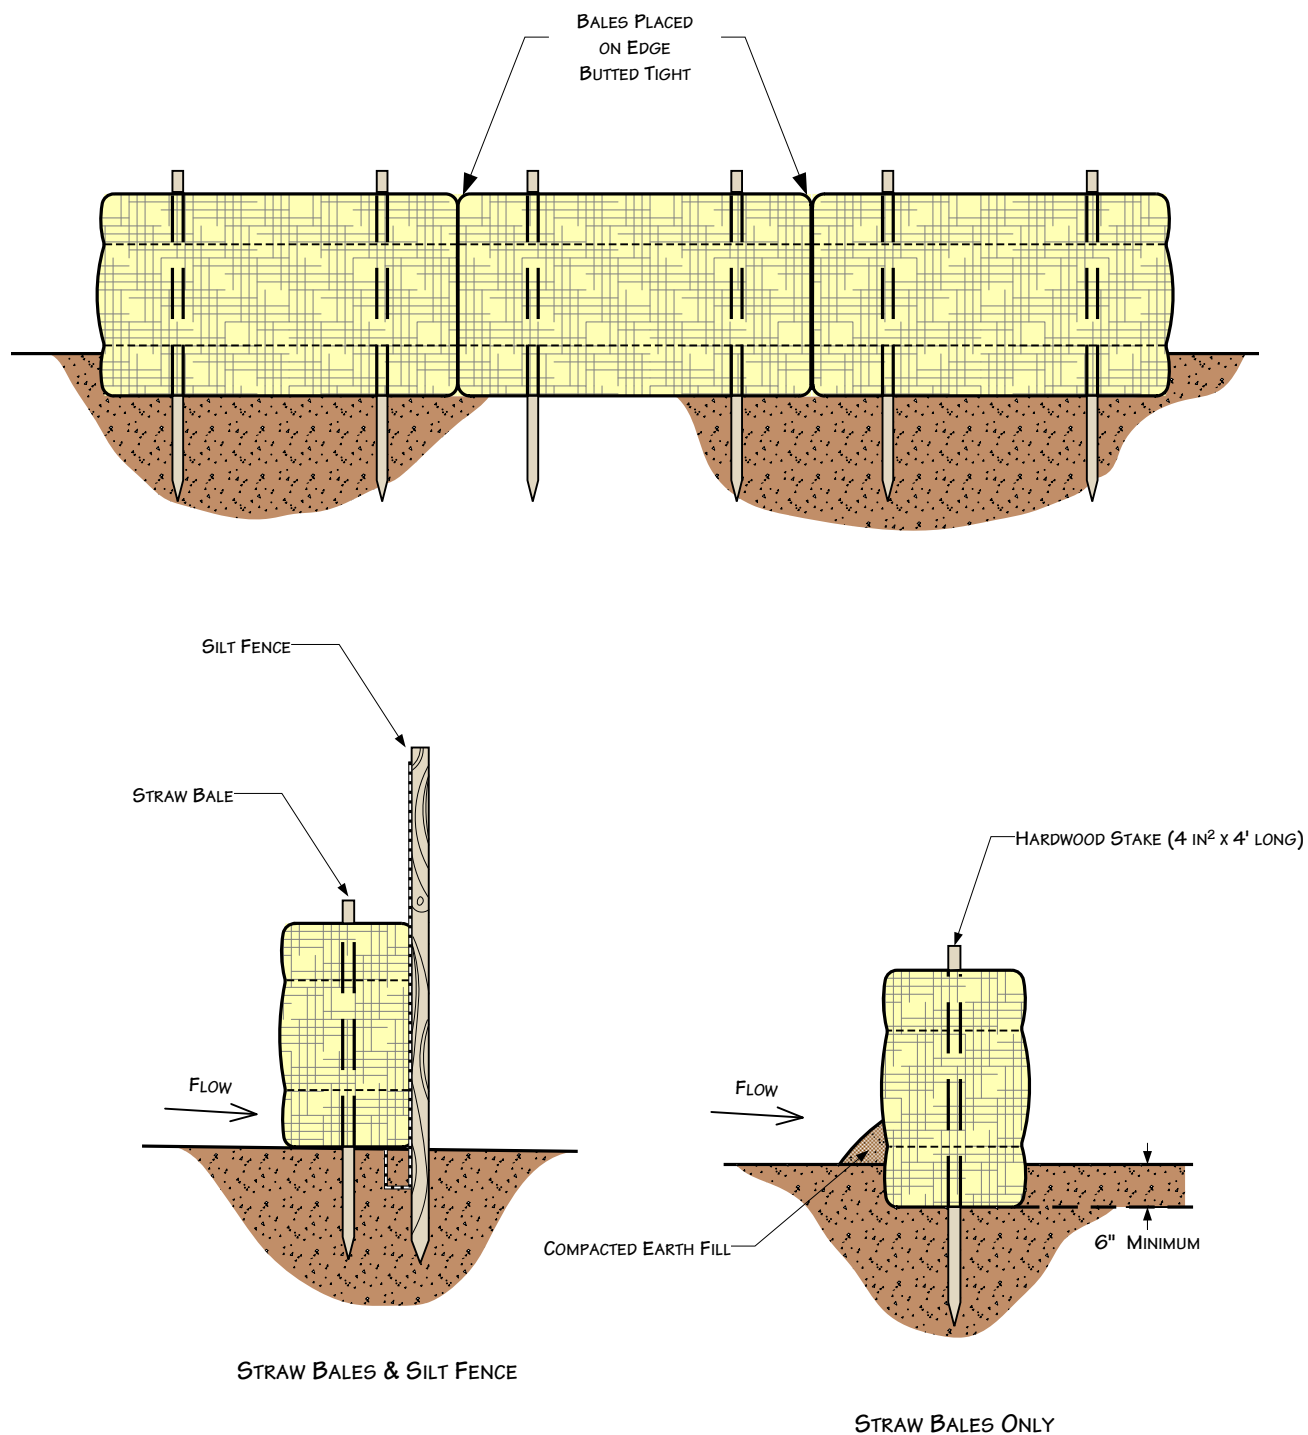 Bales Placed
on Edge
Butted Tight
Silt Fence
Straw Bale
Hardwood Stake (4 in² x 4' long)
Flow
Flow
Compacted Earth Fill
6" Minimum
Straw Bales & Silt Fence
Straw Bales Only